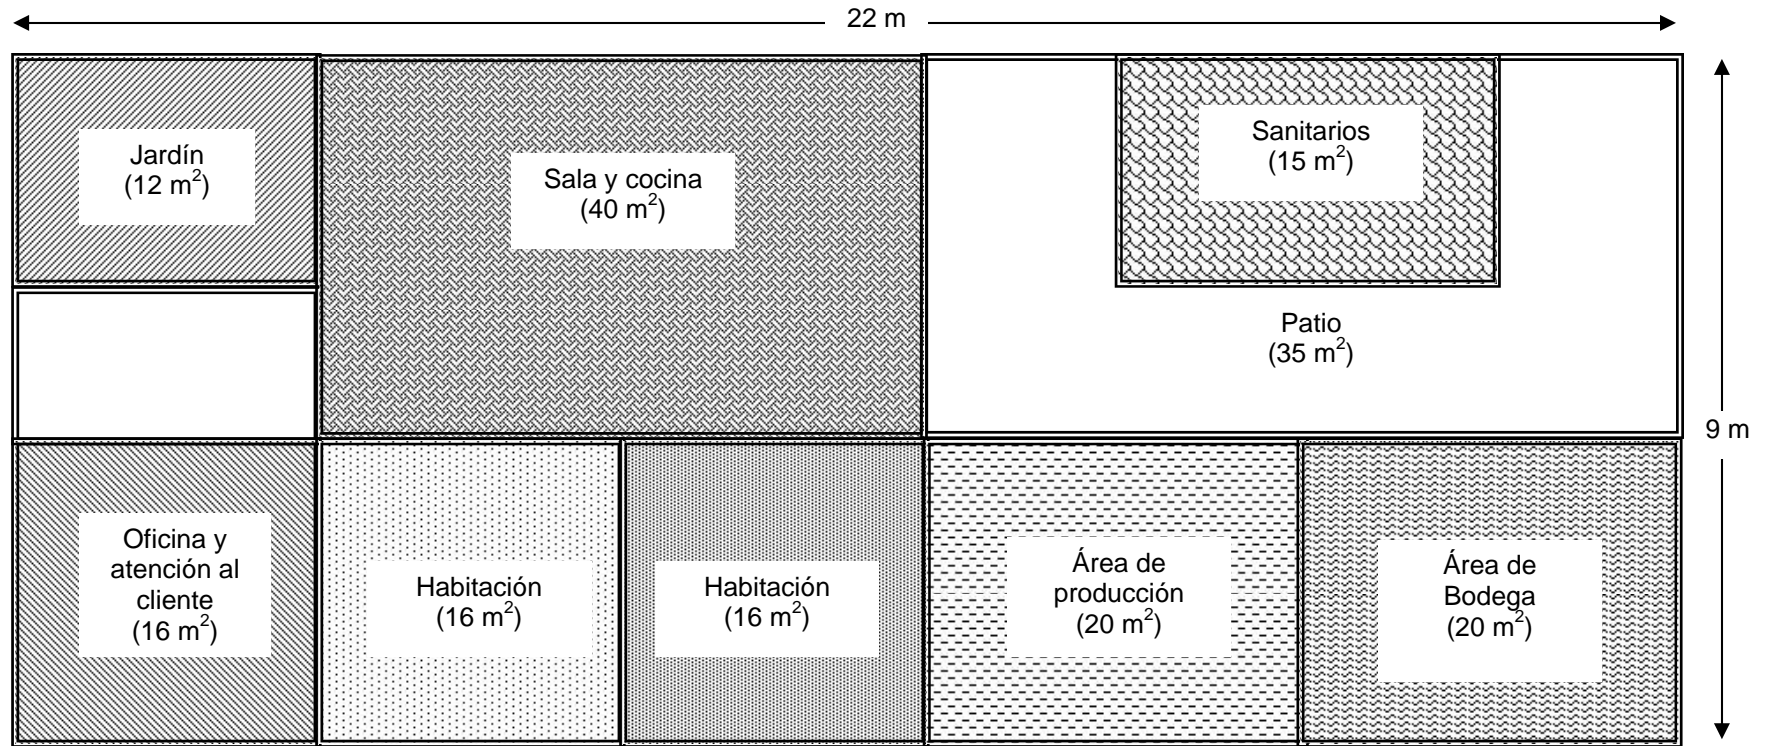 22 m
Jardín
(12 m²)
Sala y cocina
(40 m²)
Sanitarios
(15 m²)
Patio
(35 m²)
9 m
Oficina y
atención al
cliente
(16 m²)
Habitación
(16 m²)
Habitación
(16 m²)
Área de
producción
(20 m²)
Área de
Bodega
(20 m²)